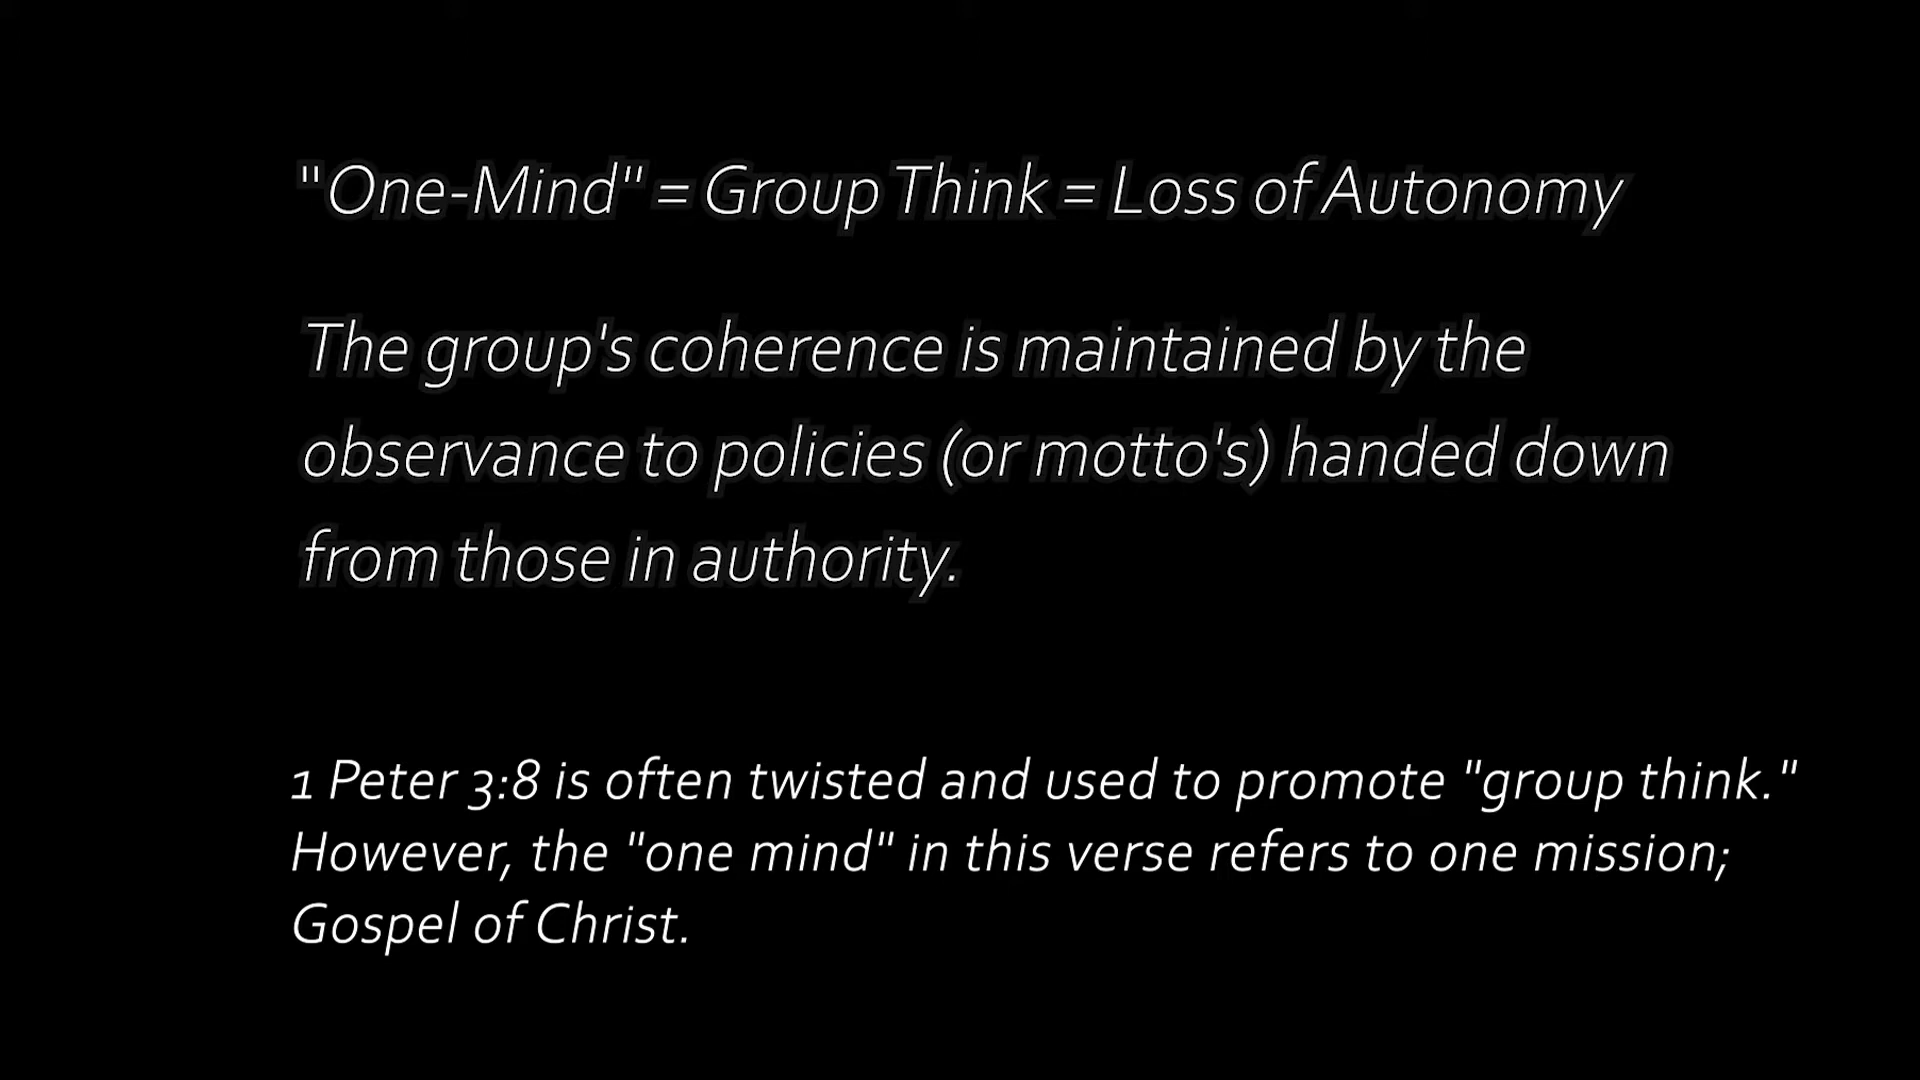 "One-Mind" = Group Think = Loss of Autonomy
The group's coherence is maintained by the
observance to policies (or motto's) handed down
from those in authority.
1 Peter 3:8 is often twisted and used to promote "group think."
However, the "one mind" in this verse refers to one mission;
Gospel of Christ.